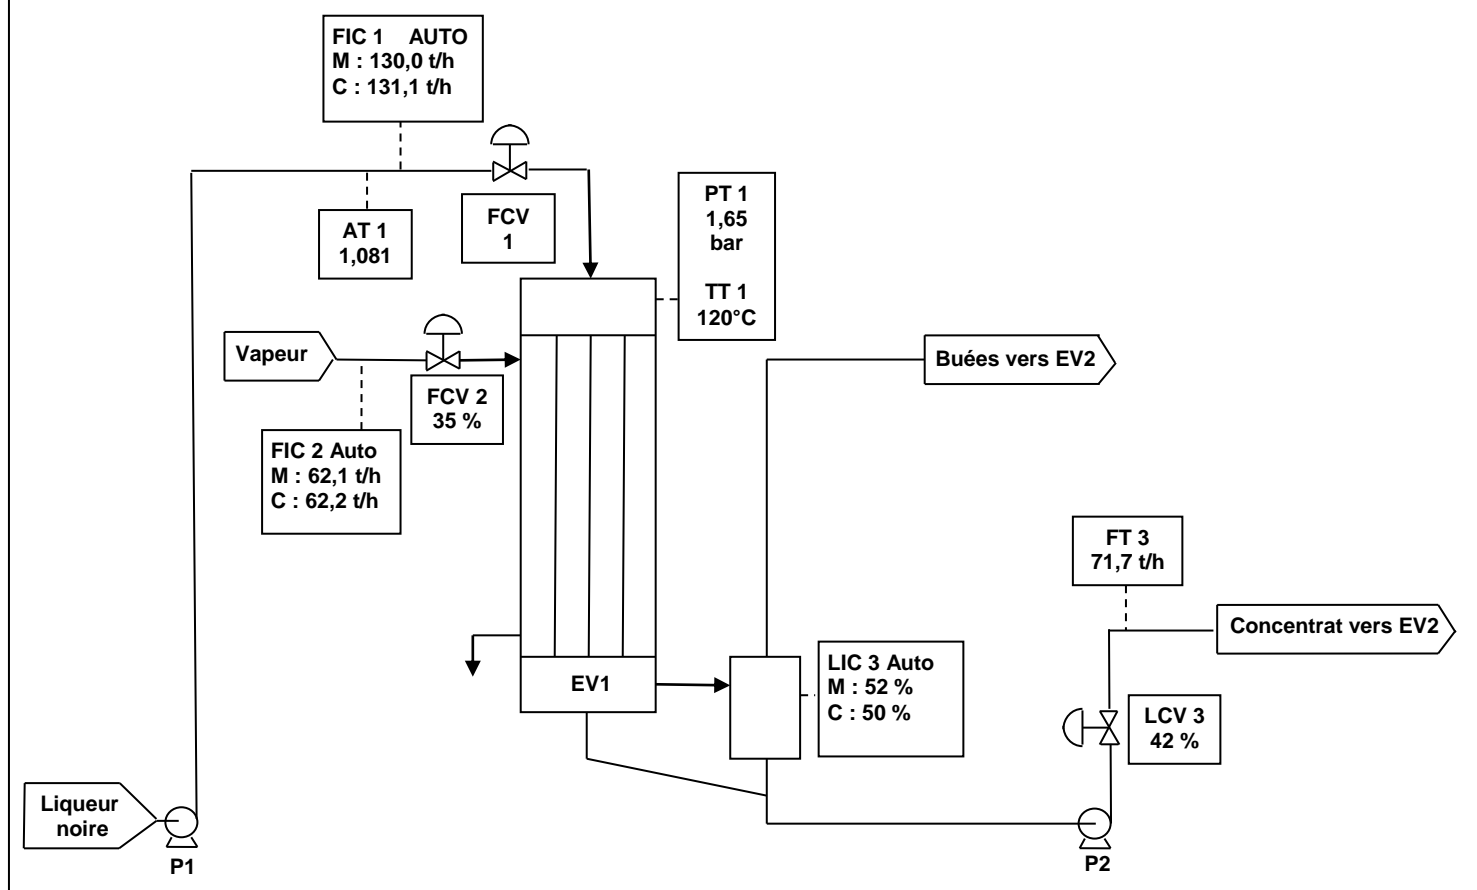 FIC 1 AUTO
M : 130,0 t/h
C : 131,1 t/h
AT 1
1,081
FCV
1
PT 1
1,65
bar
TT 1
120°C
Vapeur
FCV 2
35 %
Buées vers EV2
FIC 2 Auto
M : 62,1 t/h
C : 62,2 t/h
FT 3
71,7 t/h
Concentrat vers EV2
EV1
LIC 3 Auto
M : 52 %
C : 50 %
LCV 3
42 %
Liqueur
noire
P1
P2